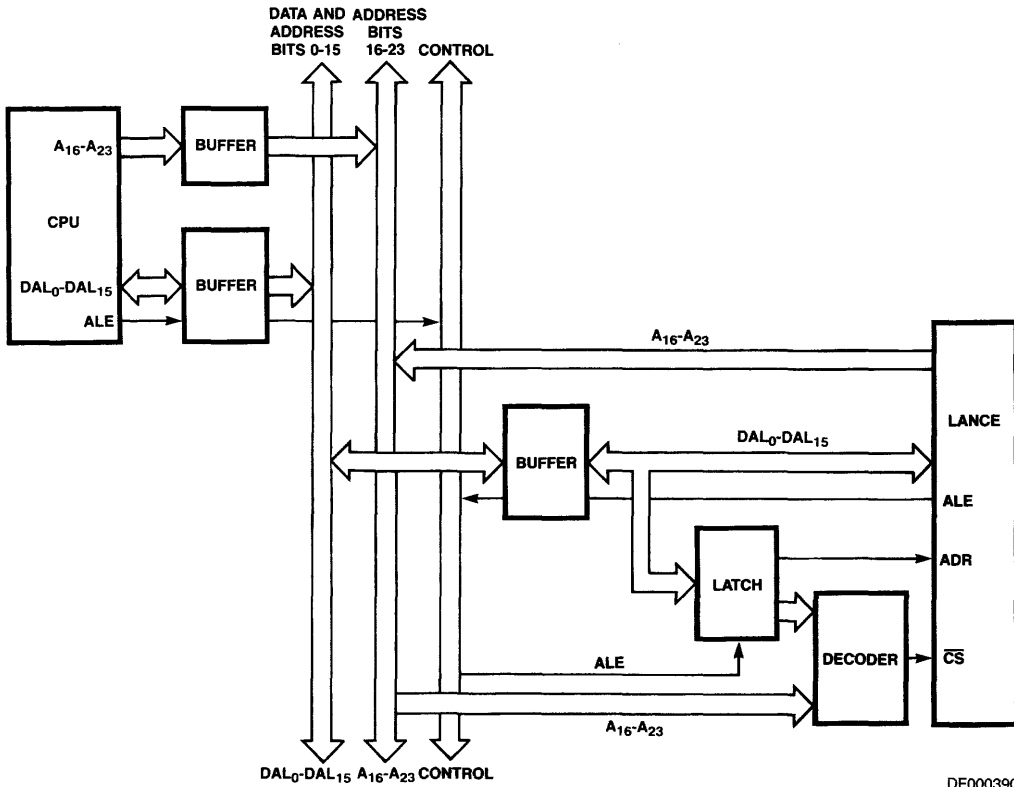 DATA AND ADDRESS BITS 0-15
ADDRESS BITS 16-23
CONTROL
A16-A23
BUFFER
CPU
DAL0-DAL15
BUFFER
ALE
A16-A23
LANCE
DAL0-DAL15
BUFFER
ALE
ADR
LATCH
DECODER
CS
ALE
A16-A23
DAL0-DAL15 A16-A23 CONTROL
DF000390